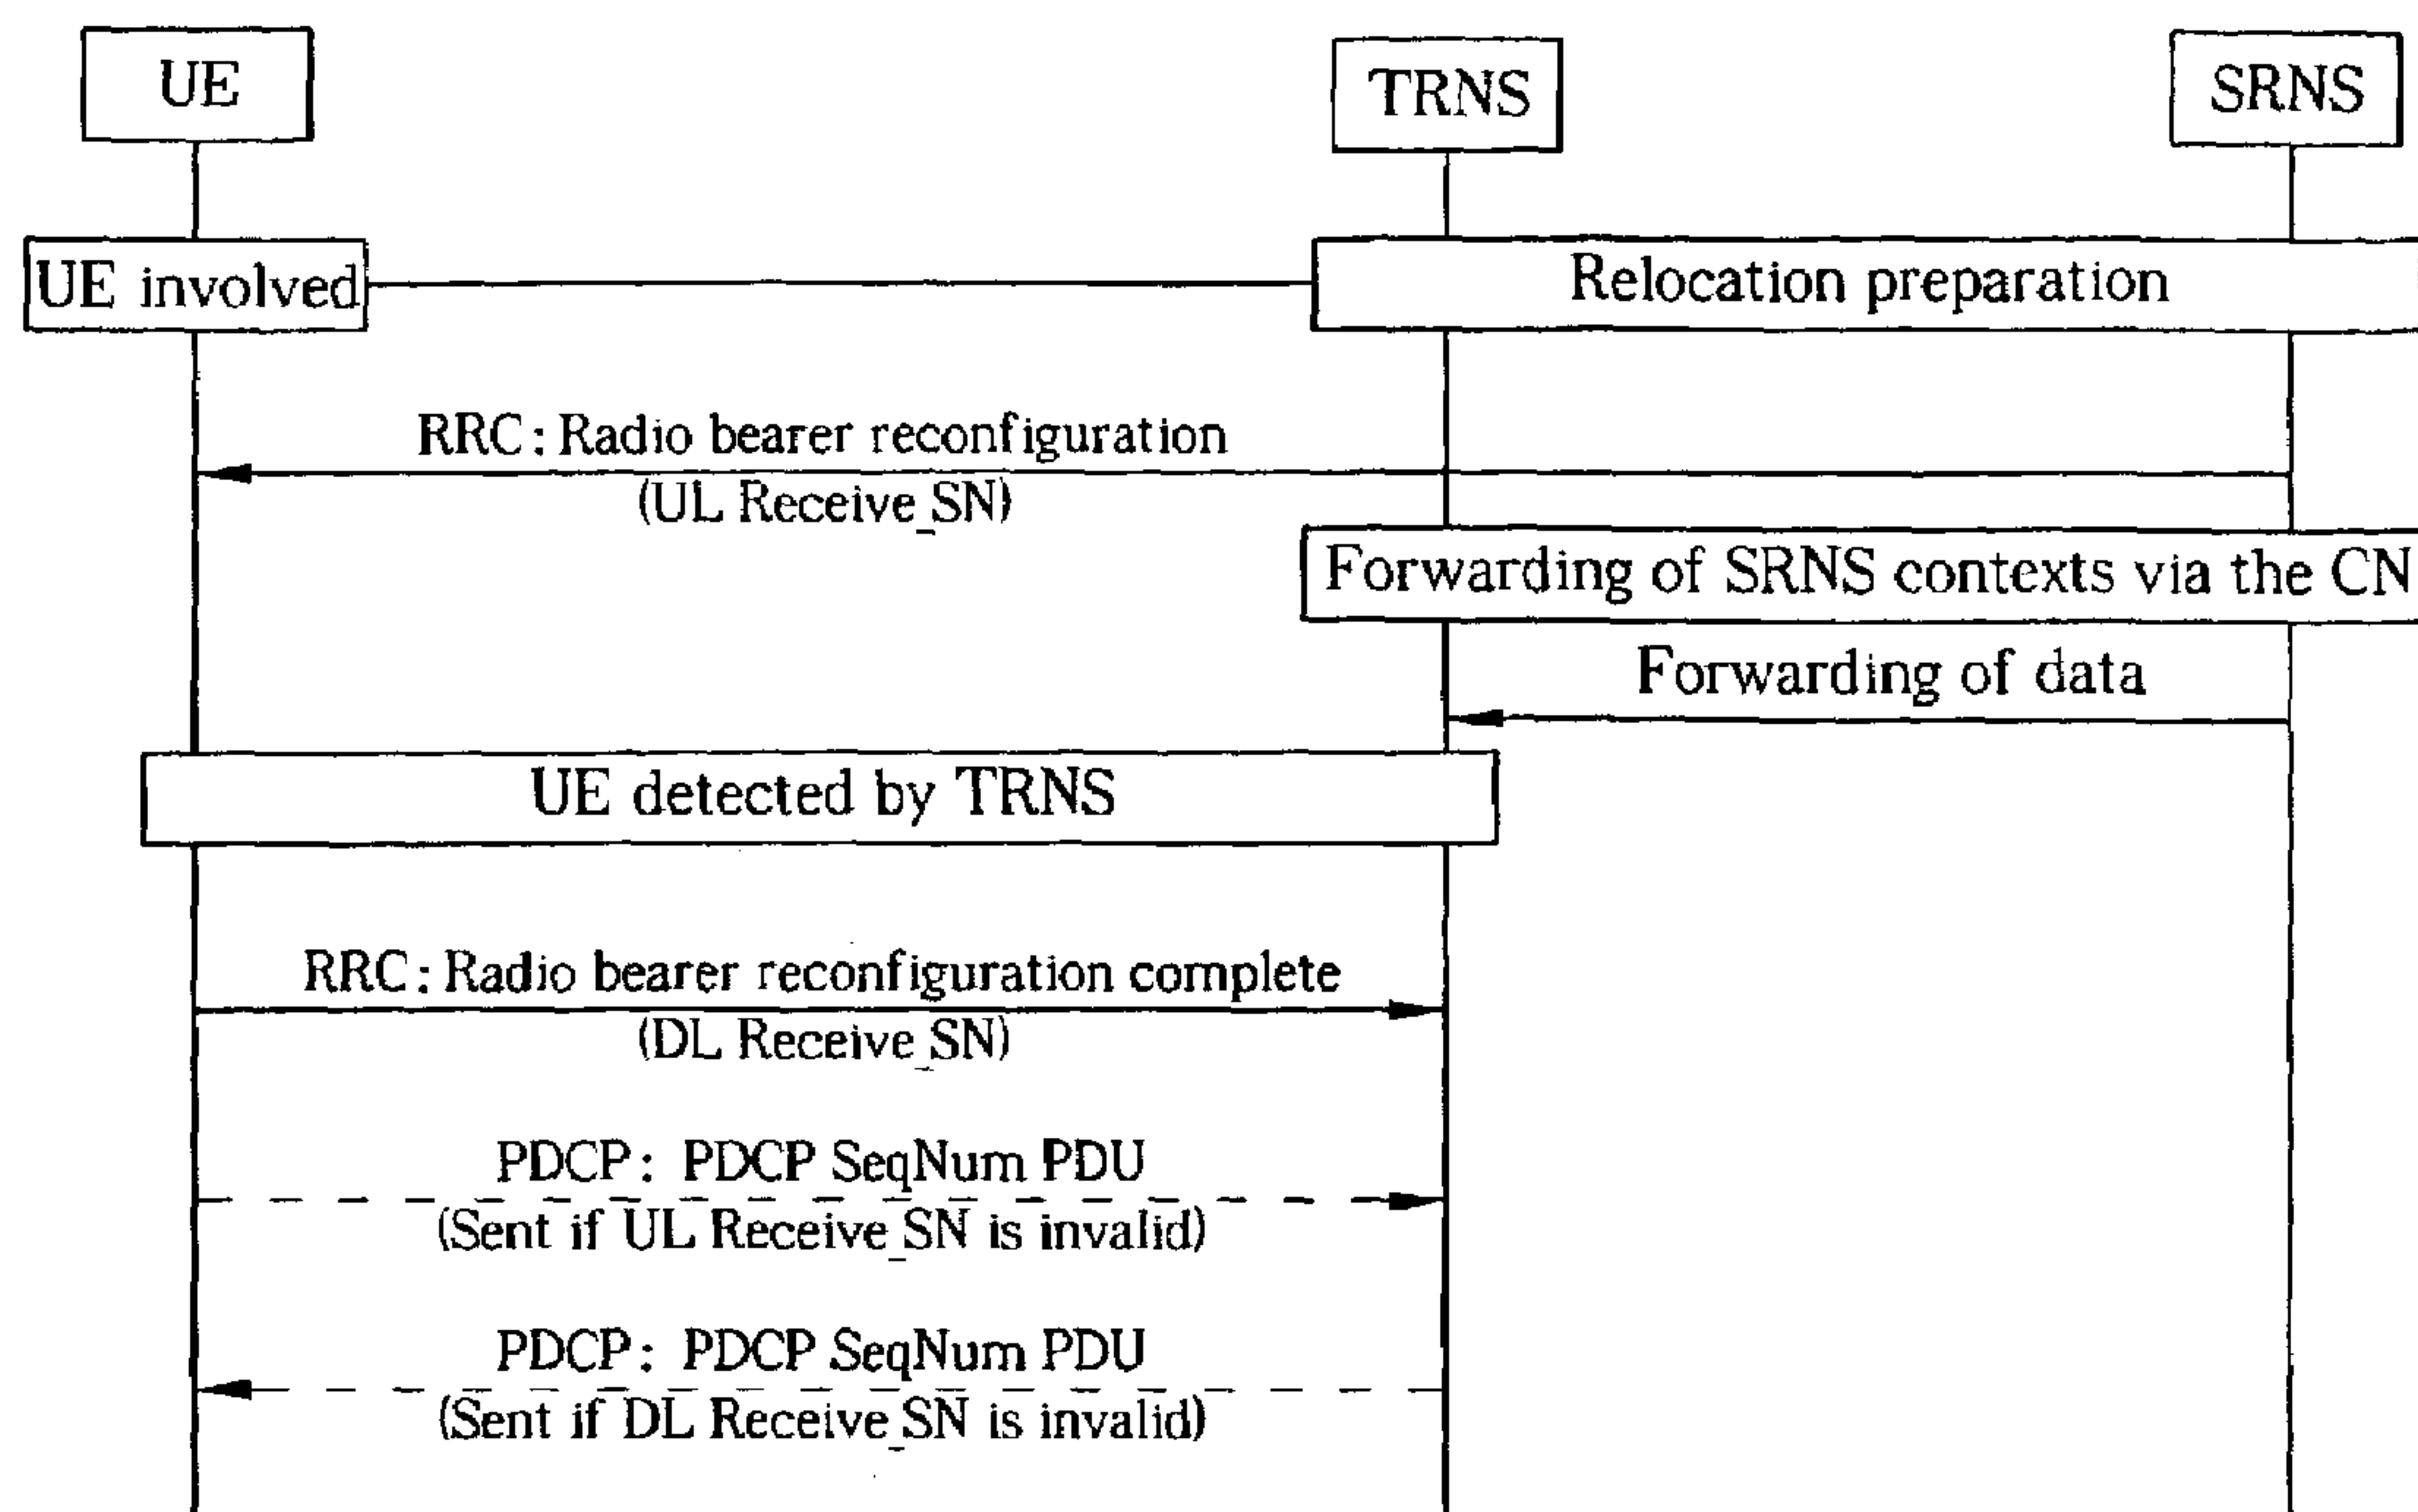 UE
TRNS
SRNS
UE involved
Relocation preparation
RRC: Radio bearer reconfiguration
(UL Receive_SN)
Forwarding of SRNS contexts via the CN
Forwarding of data
UE detected by TRNS
RRC: Radio bearer reconfiguration complete
(DL Receive_SN)
PDCP: PDCP SeqNum PDU
(Sent if UL Receive_SN is invalid)
PDCP: PDCP SeqNum PDU
(Sent if DL Receive_SN is invalid)